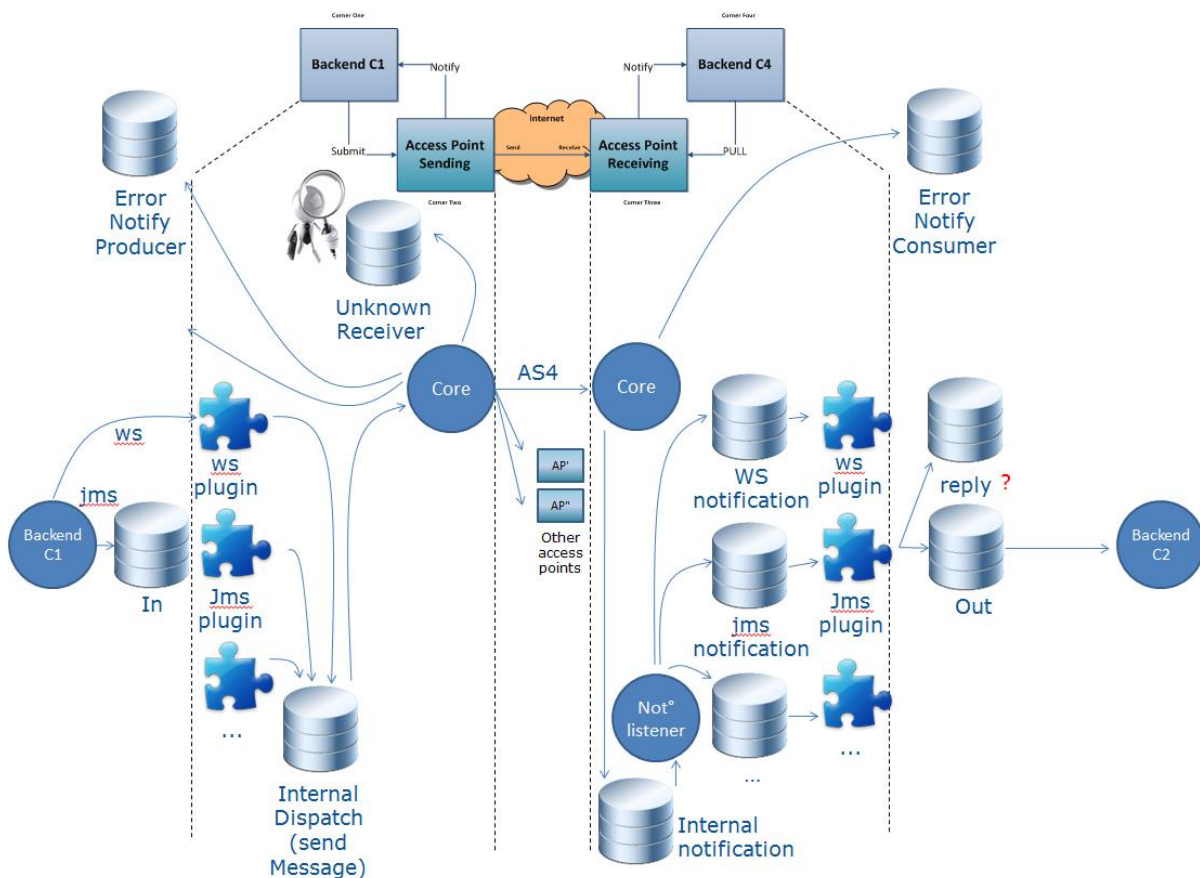 Corner One
Corner Four
Backend C1
Notify
Notify
Backend C4
Internet
Submit
Access Point
Sending
Send
Receive
Access Point
Receiving
PULL
Corner Two
Corner Three
Error
Notify
Producer
Error
Notify
Consumer
Unknown
Receiver
Core
AS4
Core
ws
ws
plugin
jms
Backend
C1
In
Jms
plugin
...
Internal
Dispatch
(send
Message)
AP'
AP"
Other
access
points
WS
notification
ws
plugin
reply ?
jms
notification
Jms
plugin
Out
Backend
C2
Not°
listener
...
...
Internal
notification